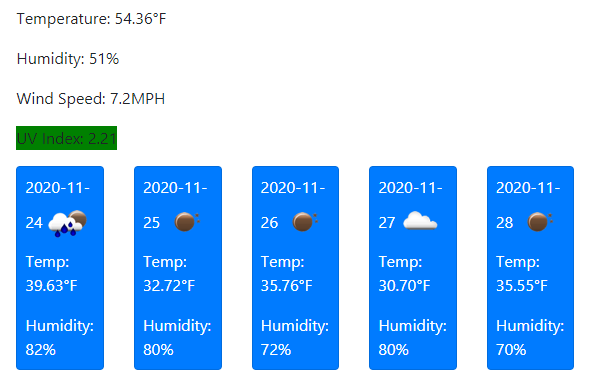 Temperature: 54.36°F
Humidity: 51%
Wind Speed: 7.2MPH
UV Index: 2.21
2020-11-
24
Temp:
39.63°F
Humidity:
82%
2020-11-
25
Temp:
32.72°F
Humidity:
80%
2020-11-
26
Temp:
35.76°F
Humidity:
72%
2020-11-
27
Temp:
30.70°F
Humidity:
80%
2020-11-
28
Temp:
35.55°F
Humidity:
70%